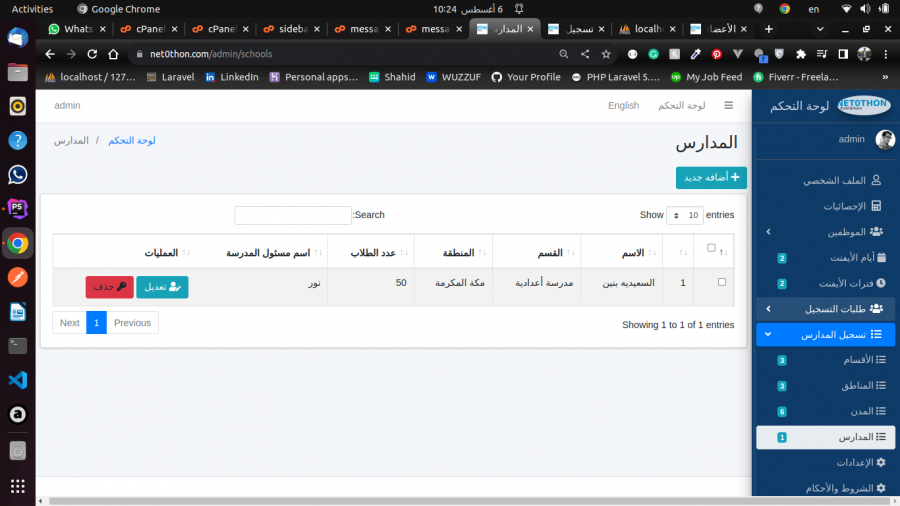 Activities
Google Chrome
6 أغسطس 10:24
en
Whats
cPanel
cPanel
sideba
messa
messa
المدارس
تسجيل
localh
الأعضاء
net0thon.com/admin/schools
localhost / 127...
Laravel
LinkedIn
Personal apps...
Shahid
WUZZUF
Your Profile
PHP Laravel 5....
My Job Feed
Fiverr - Freela...
»
لوحة التحكم
NET0THON
admin
English
لوحة التحكم
admin
المدارس
لوحة التحكم / المدارس
أضافه جديد
Show 10 entries
Search:
الاسم
القسم
المنطقة
عدد الطلاب
اسم مسئول المدرسة
العمليات
1
السعيديه بنين
مدرسة أعدادية
مكة المكرمة
50
نور
تعديل
حذف
Showing 1 to 1 of 1 entries
Previous
1
Next
الملف الشخصي
الإحصائيات
الموظفين
أيام الأيفنت 2
فترات الأيفنت 2
طلبات التسجيل
تسجيل المدارس
الأقسام 3
المناطق 3
المدن 6
المدارس 1
الإعدادات
الشروط والأحكام